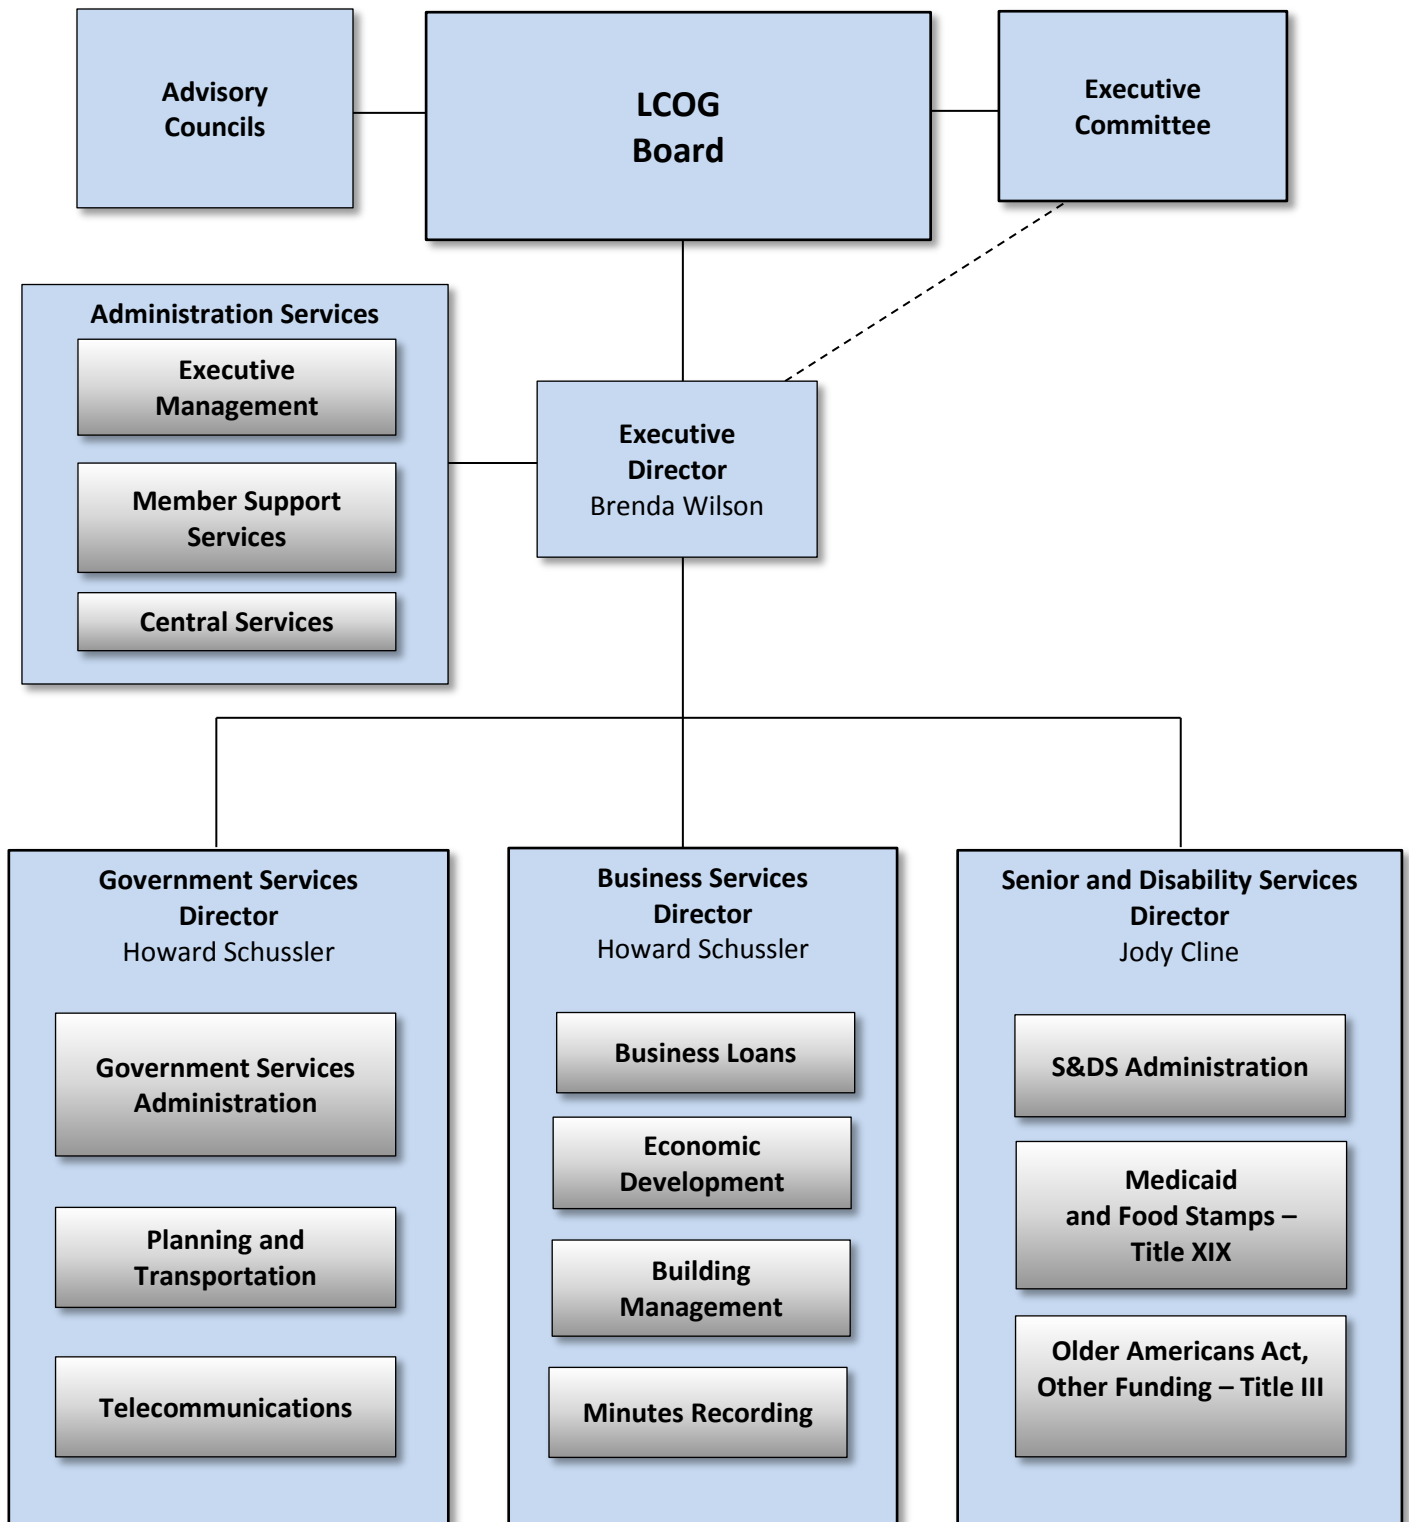 Advisory
Councils
LCOG
Board
Executive
Committee
Administration Services
Executive
Management
Member Support
Services
Central Services
Executive
Director
Brenda Wilson
Government Services
Director
Howard Schussler
Government Services
Administration
Planning and
Transportation
Telecommunications
Business Services
Director
Howard Schussler
Business Loans
Economic
Development
Building
Management
Minutes Recording
Senior and Disability Services
Director
Jody Cline
S&DS Administration
Medicaid
and Food Stamps –
Title XIX
Older Americans Act,
Other Funding – Title III